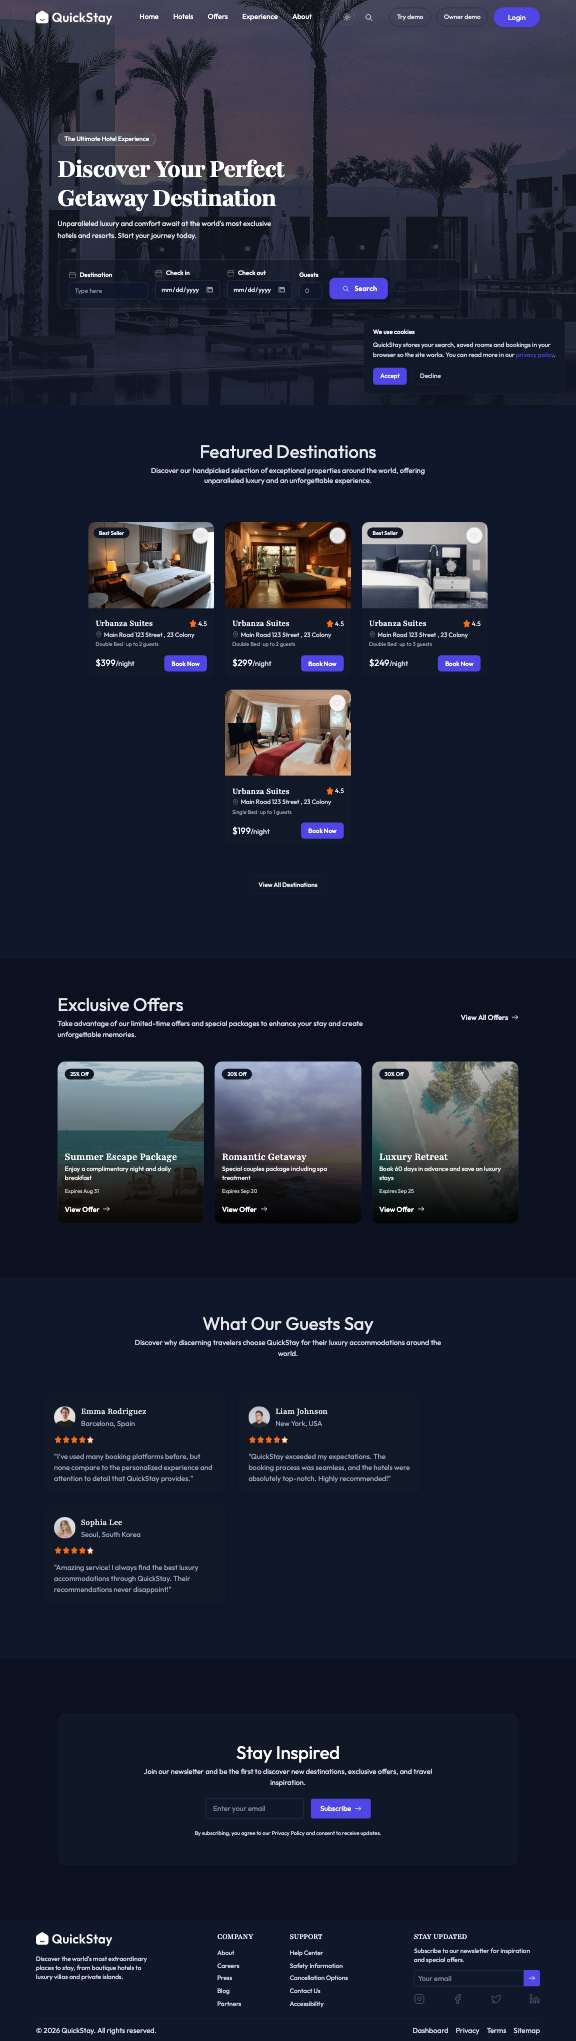 QuickStay
Home Hotels Offers Experience About
Try demo Owner demo Login
The Ultimate Hotel Experience
Discover Your Perfect
Getaway Destination
Unparalleled luxury and comfort await at the world's most exclusive
hotels and resorts. Start your journey today.
Destination Check in Check out Guests
Type here mm/dd/yyyy mm/dd/yyyy 0 Search
We use cookies
QuickStay stores your search, saved rooms and bookings in your
browser so the site works. You can read more in our privacy policy.
Accept Decline
Featured Destinations
Discover our handpicked selection of exceptional properties around the world, offering
unparalleled luxury and an unforgettable experience.
Best Seller
Urbanza Suites 4.5
Main Road 123 Street , 23 Colony
Double Bed · up to 2 guests
$399/night Book Now
Urbanza Suites 4.5
Main Road 123 Street , 23 Colony
Double Bed · up to 2 guests
$299/night Book Now
Best Seller
Urbanza Suites 4.5
Main Road 123 Street , 23 Colony
Double Bed · up to 3 guests
$249/night Book Now
Urbanza Suites 4.5
Main Road 123 Street , 23 Colony
Single Bed · up to 1 guests
$199/night Book Now
View All Destinations
Exclusive Offers
Take advantage of our limited-time offers and special packages to enhance your stay and create
unforgettable memories.
View All Offers →
25% Off
Summer Escape Package
Enjoy a complimentary night and daily
breakfast
Expires Aug 31
View Offer →
20% Off
Romantic Getaway
Special couples package including spa
treatment
Expires Sep 20
View Offer →
30% Off
Luxury Retreat
Book 60 days in advance and save on luxury
stays
Expires Sep 25
View Offer →
What Our Guests Say
Discover why discerning travelers choose QuickStay for their luxury accommodations around the
world.
Emma Rodriguez
Barcelona, Spain
"I've used many booking platforms before, but
none compare to the personalized experience and
attention to detail that QuickStay provides."
Liam Johnson
New York, USA
"QuickStay exceeded my expectations. The
booking process was seamless, and the hotels were
absolutely top-notch. Highly recommended!"
Sophia Lee
Seoul, South Korea
"Amazing service! I always find the best luxury
accommodations through QuickStay. Their
recommendations never disappoint!"
Stay Inspired
Join our newsletter and be the first to discover new destinations, exclusive offers, and travel
inspiration.
Enter your email Subscribe →
By subscribing, you agree to our Privacy Policy and consent to receive updates.
QuickStay
Discover the world's most extraordinary
places to stay, from boutique hotels to
luxury villas and private islands.
COMPANY
About
Careers
Press
Blog
Partners
SUPPORT
Help Center
Safety Information
Cancellation Options
Contact Us
Accessibility
STAY UPDATED
Subscribe to our newsletter for inspiration
and special offers.
Your email →
© 2026 QuickStay. All rights reserved.
Dashboard Privacy Terms Sitemap